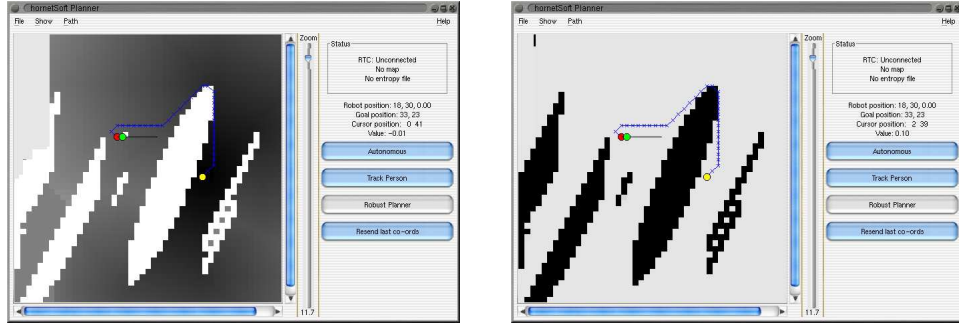 hornetSoft Planner
File Show Path Help
Zoom
Status
RTC: Unconnected
No map
No entropy file
Robot position: 18, 30, 0.00
Goal position: 33, 23
Cursor position: 0 41
Value: -0.01
Autonomous
Track Person
Robust Planner
Resend last co-ords
11.7
hornetSoft Planner
File Show Path Help
Zoom
Status
RTC: Unconnected
No map
No entropy file
Robot position: 18, 30, 0.00
Goal position: 33, 23
Cursor position: 2 39
Value: 0.10
Autonomous
Track Person
Robust Planner
Resend last co-ords
11.7